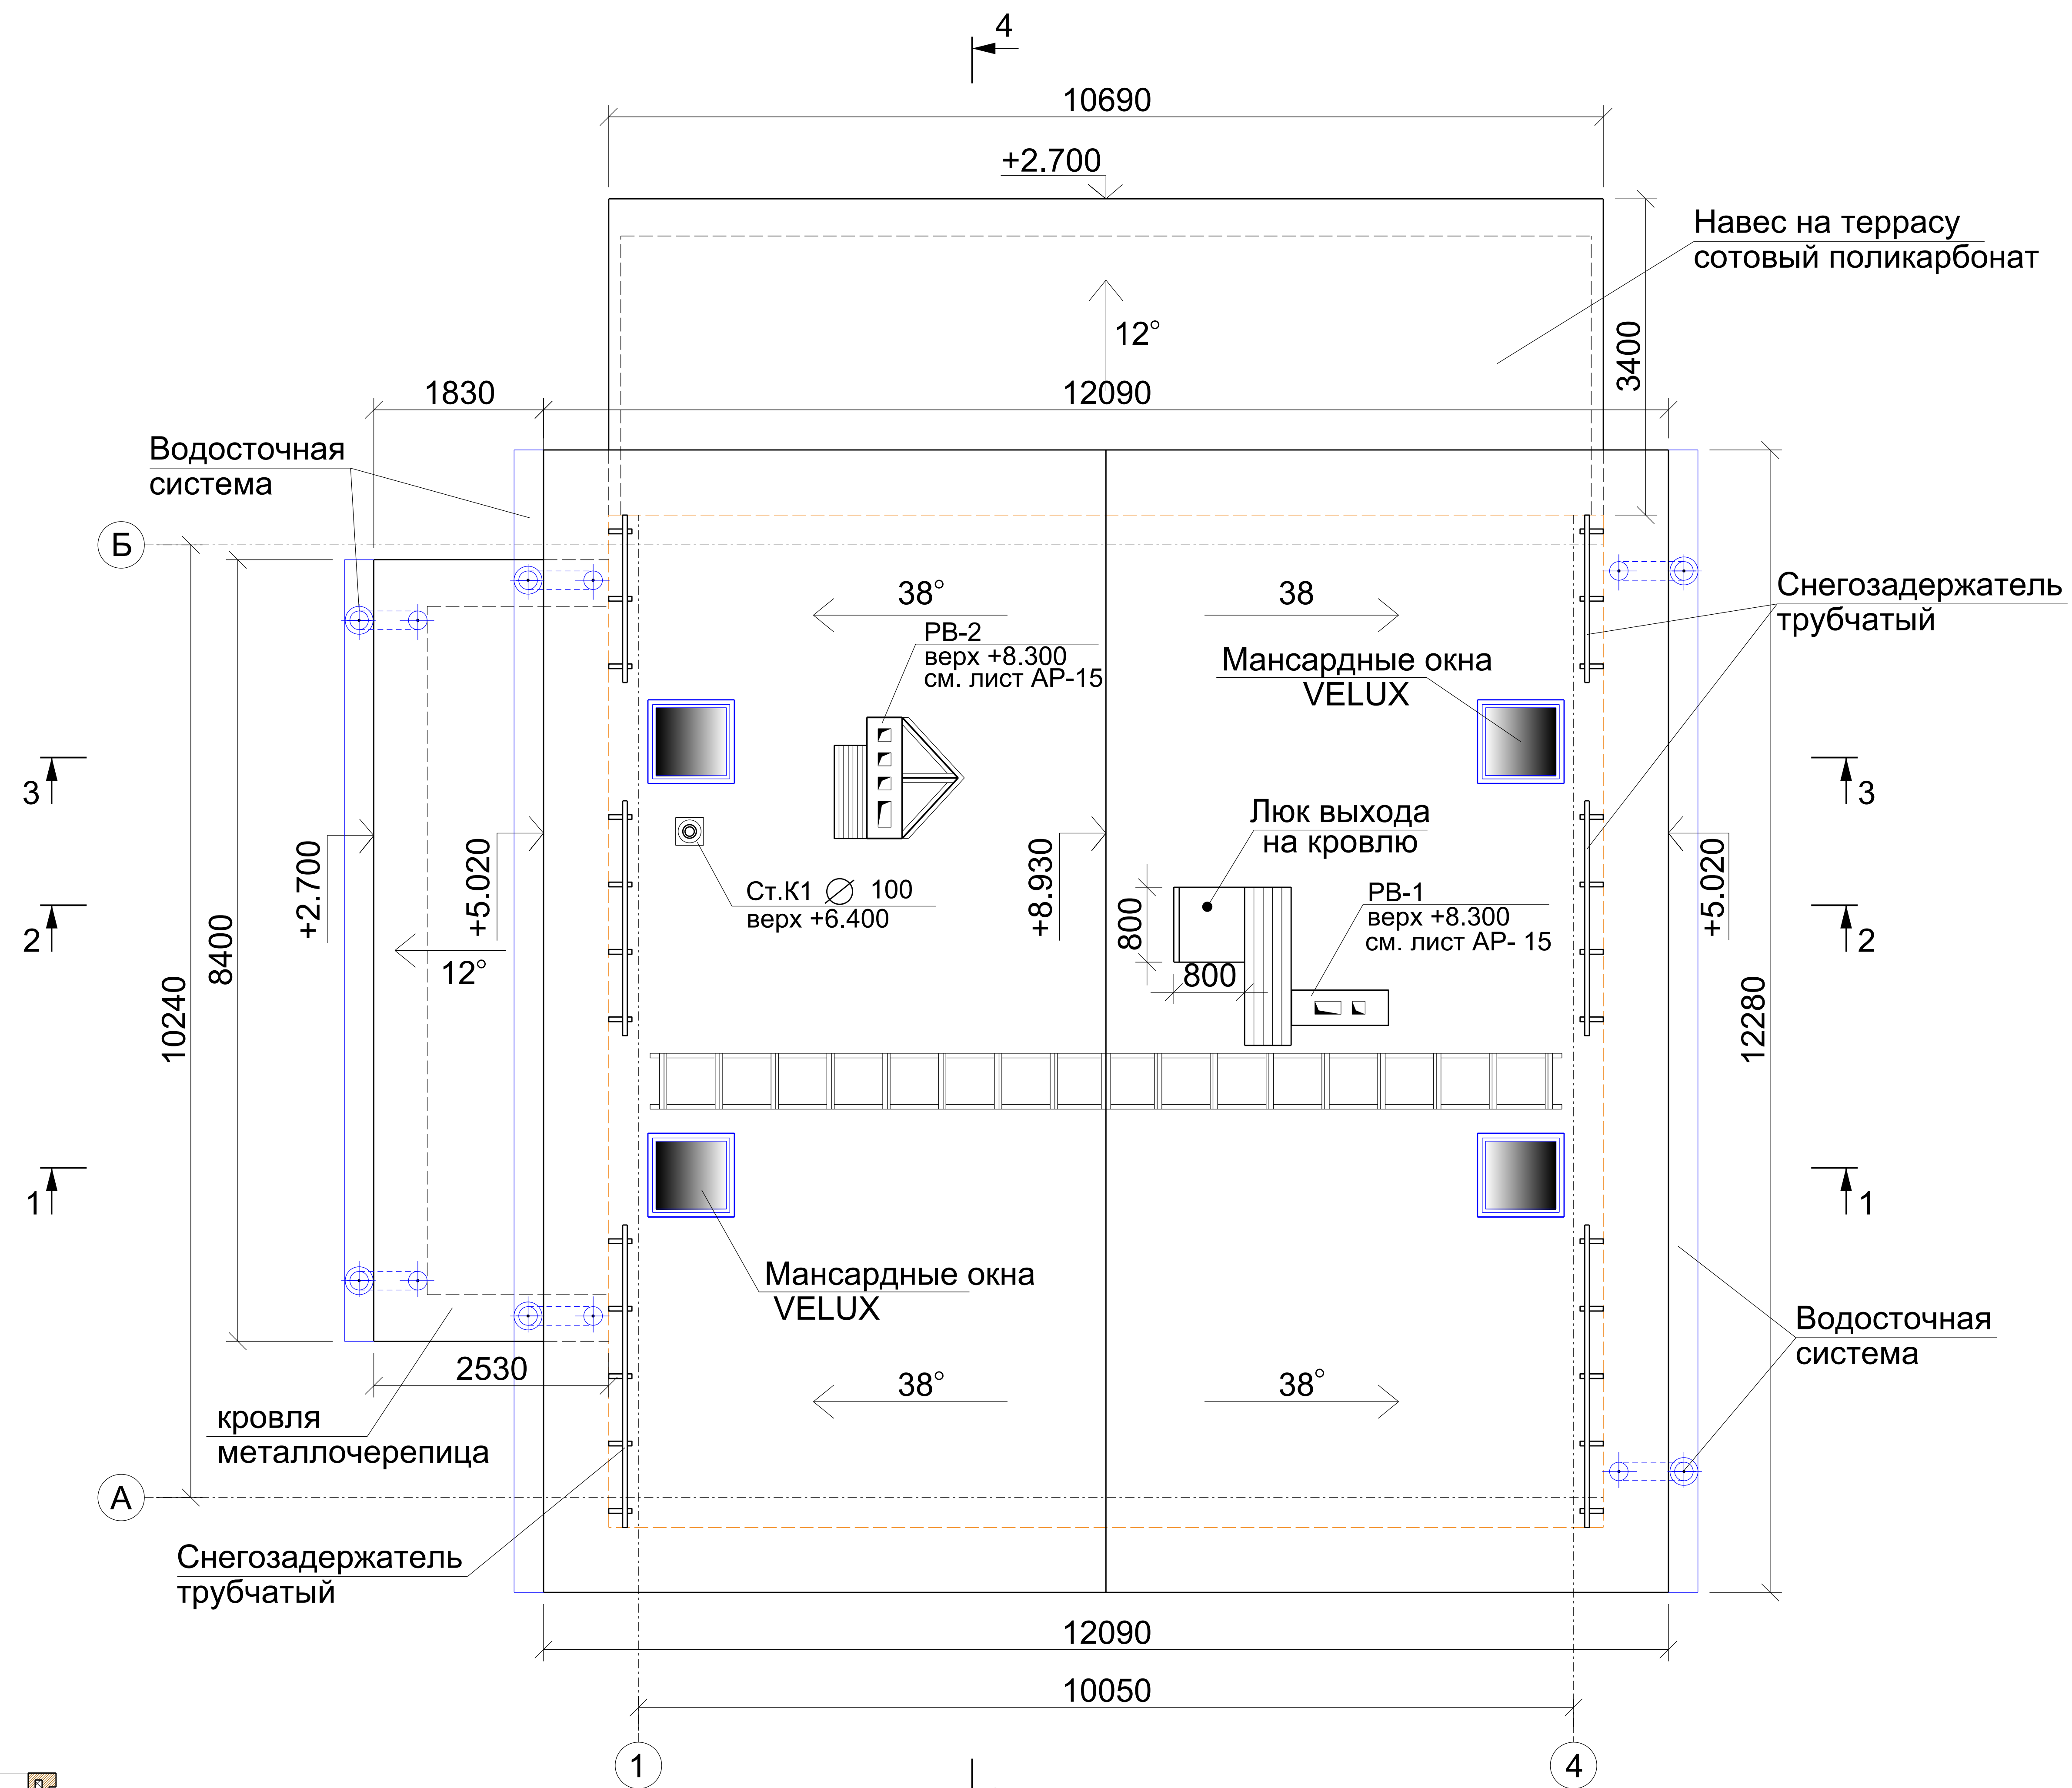 4
10690
+2.700
Навес на террасу
сотовый поликарбонат
12°
3400
1830
12090
Водосточная
система
Б
38°
38
Снегозадержатель
трубчатый
РВ-2
верх +8.300
см. лист АР-15
Мансардные окна
VELUX
3
3
Люк выхода
на кровлю
+2.700
+5.020
+8.930
+5.020
Ст.К1 ∅ 100
верх +6.400
РВ-1
верх +8.300
см. лист АР- 15
800
800
2
2
12°
8400
10240
12280
1
1
Мансардные окна
VELUX
Водосточная
система
2530
38°
38°
кровля
металлочерепица
А
Снегозадержатель
трубчатый
12090
10050
1
4